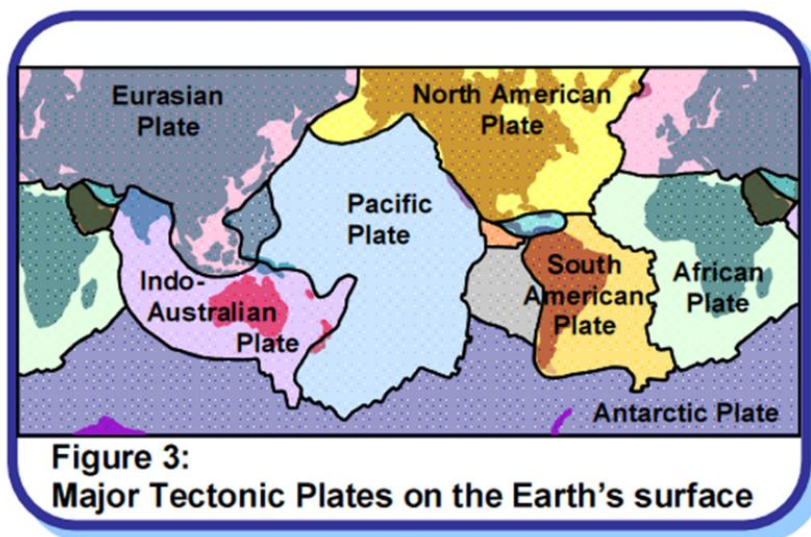 Eurasian
Plate
North American
Plate
Pacific
Plate
Indo-
Australian
Plate
South
American
Plate
African
Plate
Antarctic Plate
Figure 3:
Major Tectonic Plates on the Earth's surface